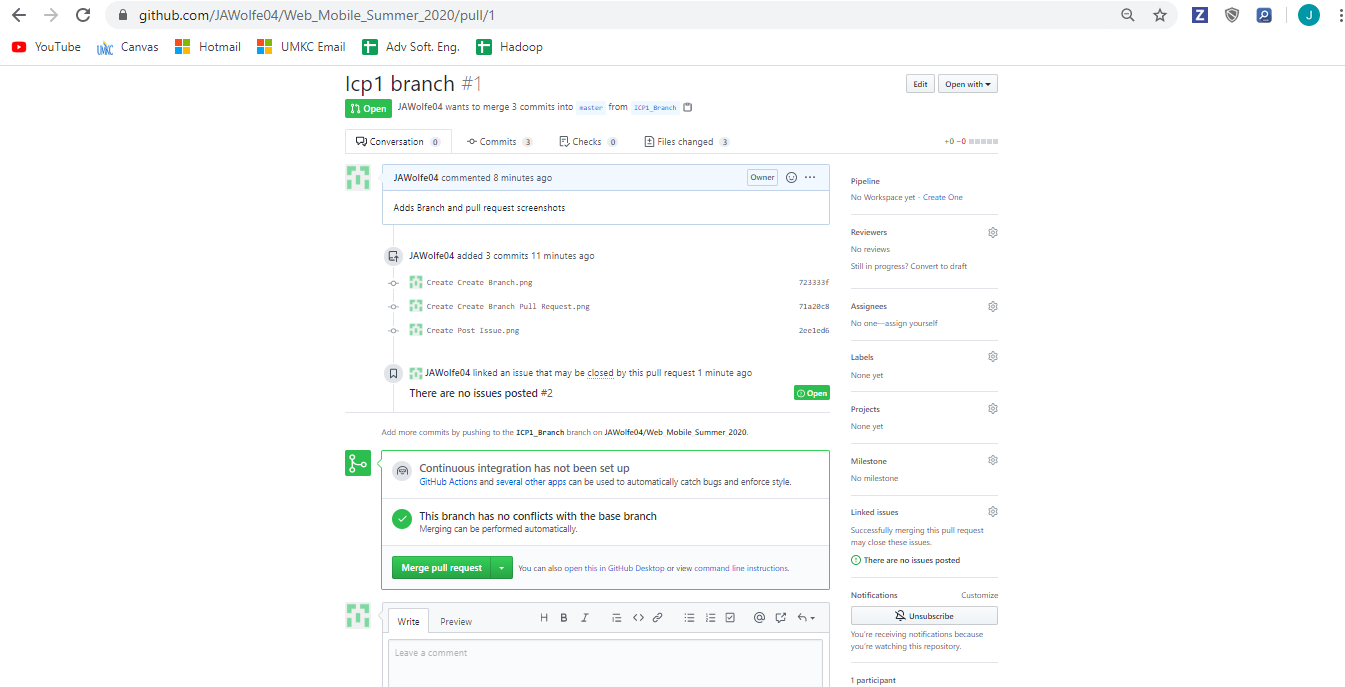 github.com/JAWolfe04/Web_Mobile_Summer_2020/pull/1
Z
J
YouTube
UMKC
Canvas
Hotmail
UMKC Email
Adv Soft. Eng.
Hadoop
Icp1 branch #1
Edit
Open with
Open
JAWolfe04 wants to merge 3 commits into master from ICP1_Branch
Conversation 0
Commits 3
Checks 0
Files changed 3
+0 −0
JAWolfe04 commented 8 minutes ago
Owner
Adds Branch and pull request screenshots
JAWolfe04 added 3 commits 11 minutes ago
Create Create Branch.png 723333f
Create Create Branch Pull Request.png 71a20c8
Create Post Issue.png 2ee1ed6
JAWolfe04 linked an issue that may be closed by this pull request 1 minute ago
There are no issues posted #2
Open
Add more commits by pushing to the ICP1_Branch branch on JAWolfe04/Web_Mobile_Summer_2020.
Continuous integration has not been set up
GitHub Actions and several other apps can be used to automatically catch bugs and enforce style.
This branch has no conflicts with the base branch
Merging can be performed automatically.
Merge pull request
You can also open this in GitHub Desktop or view command line instructions.
Write
Preview
H B I
Leave a comment
Pipeline
No Workspace yet - Create One
Reviewers
No reviews
Still in progress? Convert to draft
Assignees
No one—assign yourself
Labels
None yet
Projects
None yet
Milestone
No milestone
Linked issues
Successfully merging this pull request
may close these issues.
There are no issues posted
Notifications
Customize
Unsubscribe
You're receiving notifications because
you're watching this repository.
1 participant